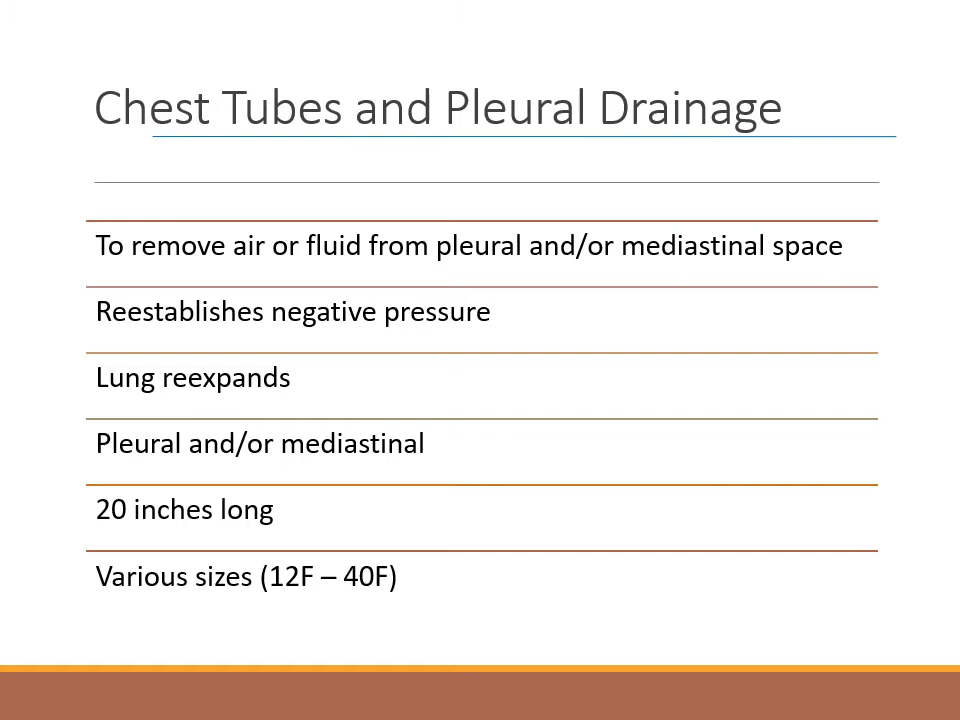 Chest Tubes and Pleural Drainage
To remove air or fluid from pleural and/or mediastinal space
Reestablishes negative pressure
Lung reexpands
Pleural and/or mediastinal
20 inches long
Various sizes (12F – 40F)